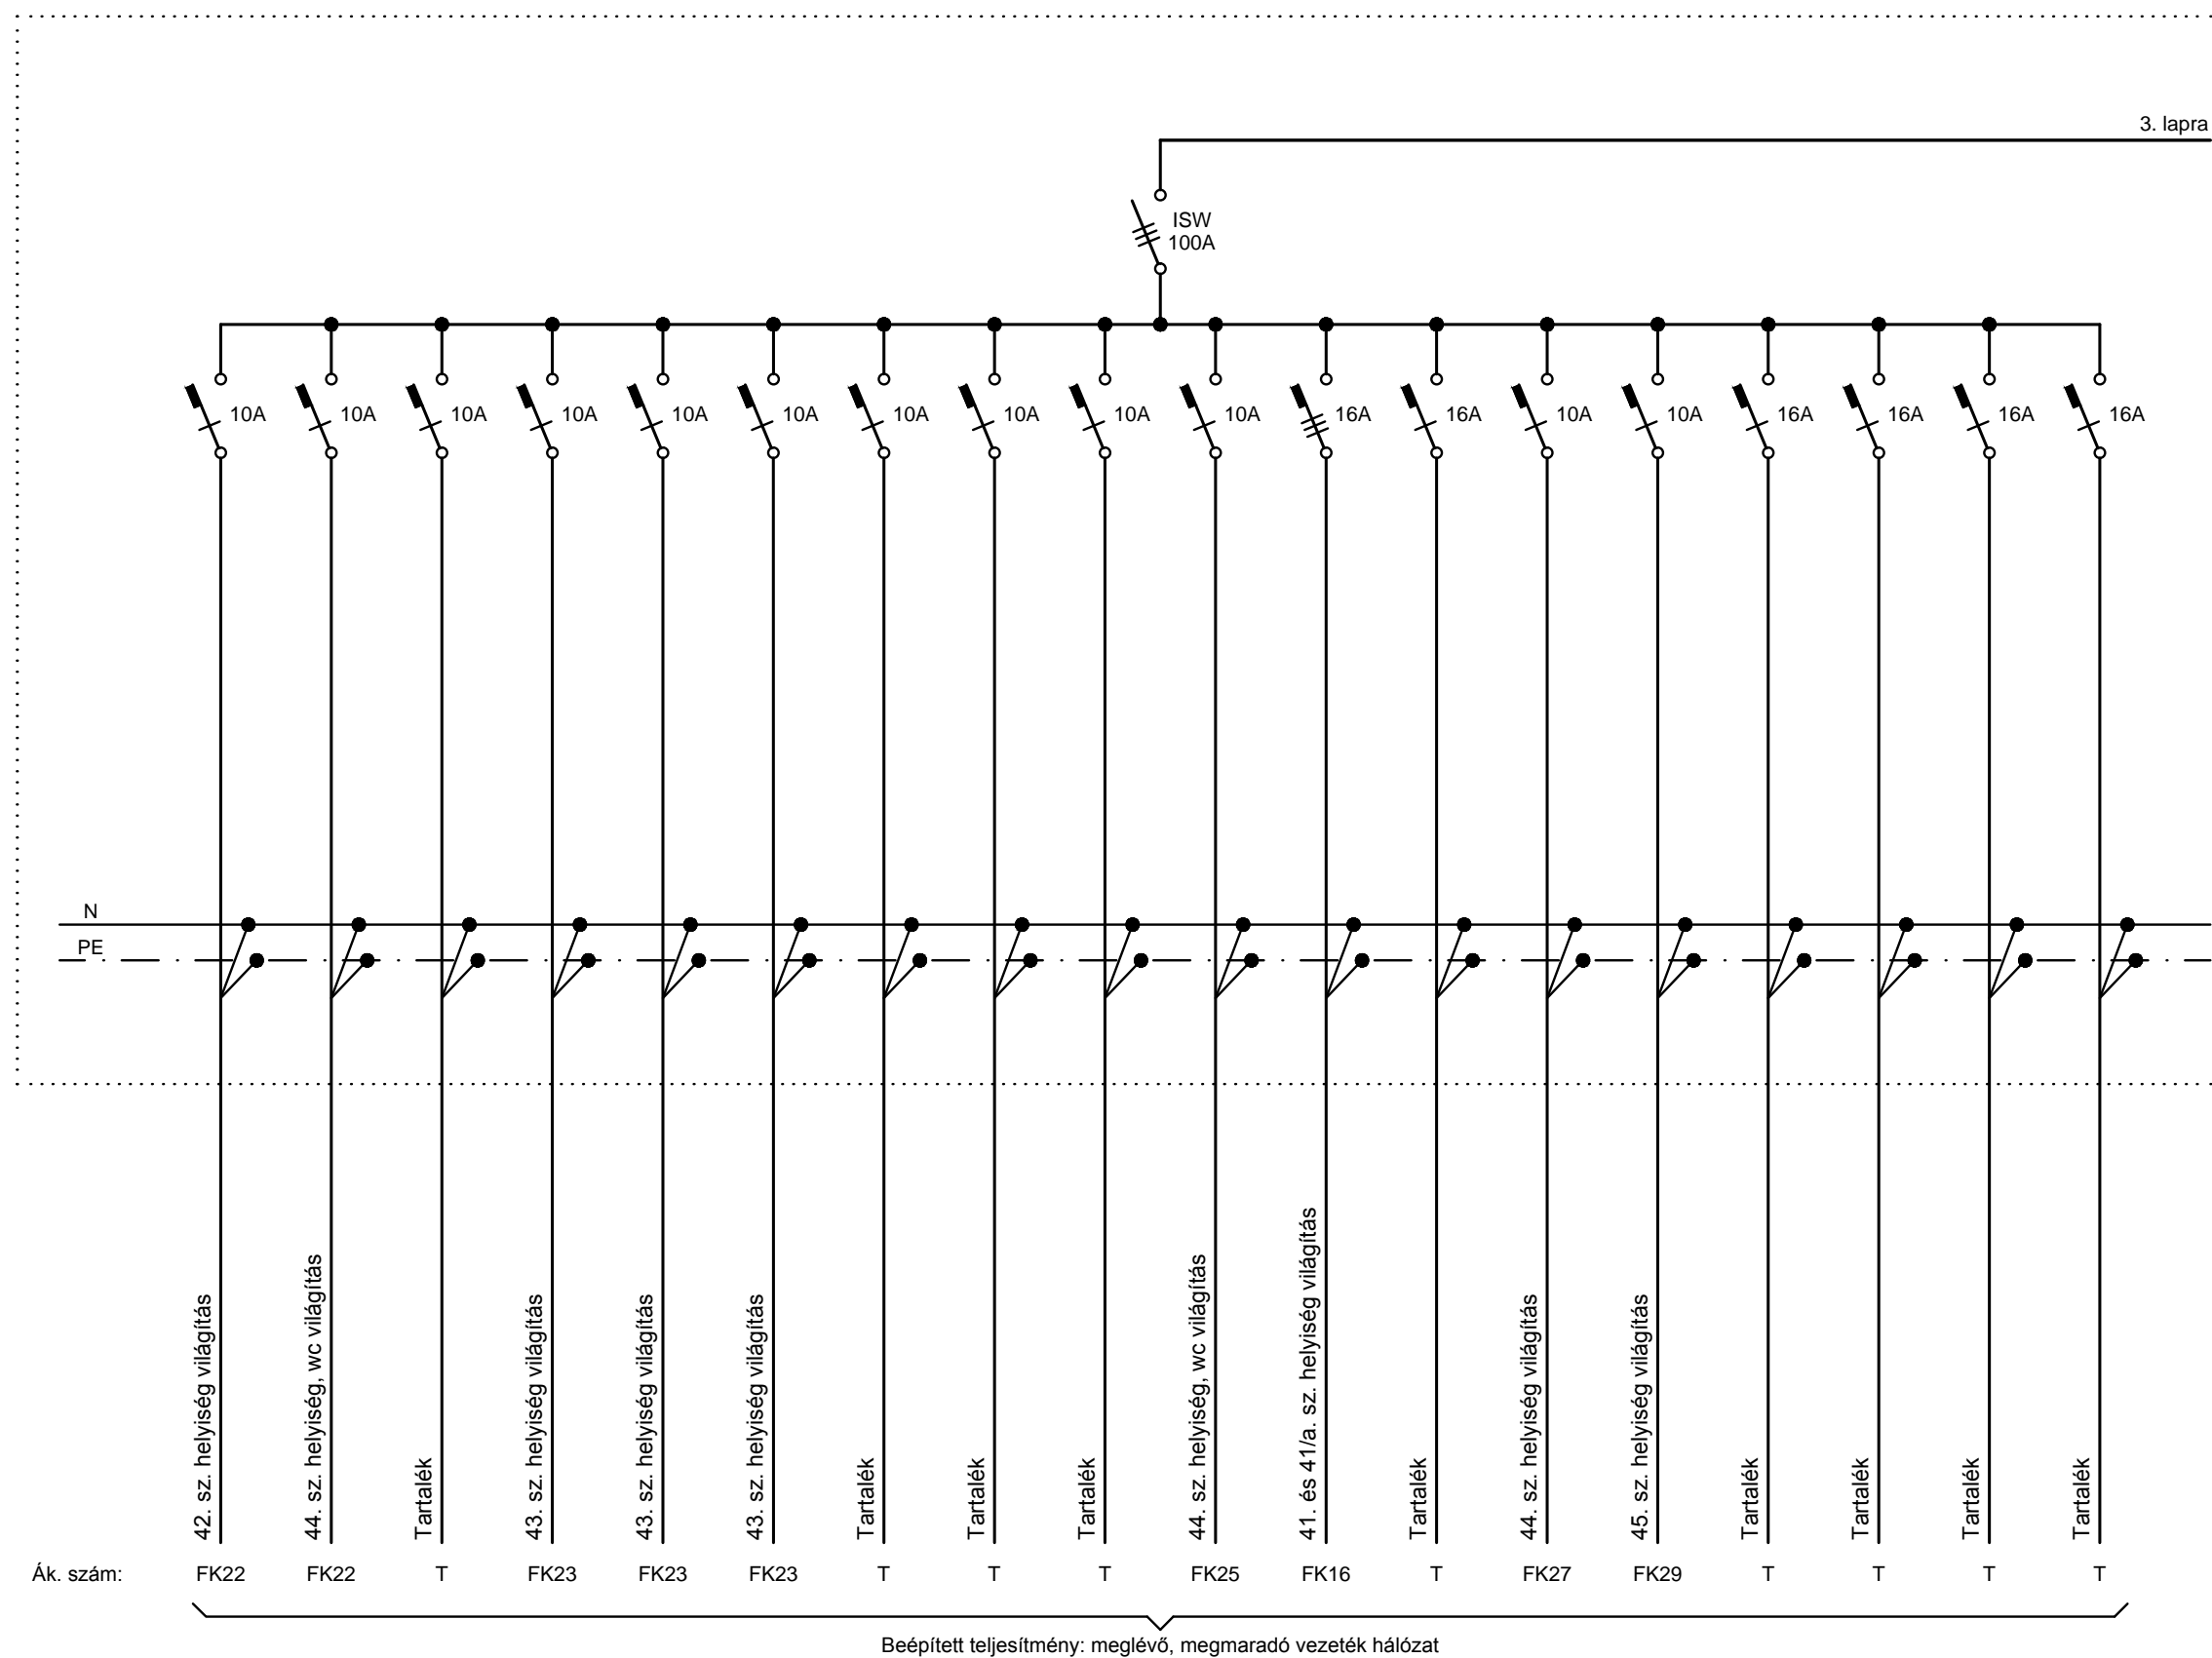 3. lapra
ISW
100A
10A 10A 10A 10A 10A 10A 10A 10A 10A 10A 16A 16A 10A 10A 16A 16A 16A 16A
N
PE
42. sz. helyiség világítás
44. sz. helyiség, wc világítás
Tartalék
43. sz. helyiség világítás
43. sz. helyiség világítás
43. sz. helyiség világítás
Tartalék
Tartalék
Tartalék
44. sz. helyiség, wc világítás
41. és 41/a. sz. helyiség világítás
Tartalék
44. sz. helyiség világítás
45. sz. helyiség világítás
Tartalék
Tartalék
Tartalék
Tartalék
Ák. szám: FK22 FK22 T FK23 FK23 FK23 T T T FK25 FK16 T FK27 FK29 T T T T
Beépített teljesítmény: meglévő, megmaradó vezeték hálózat